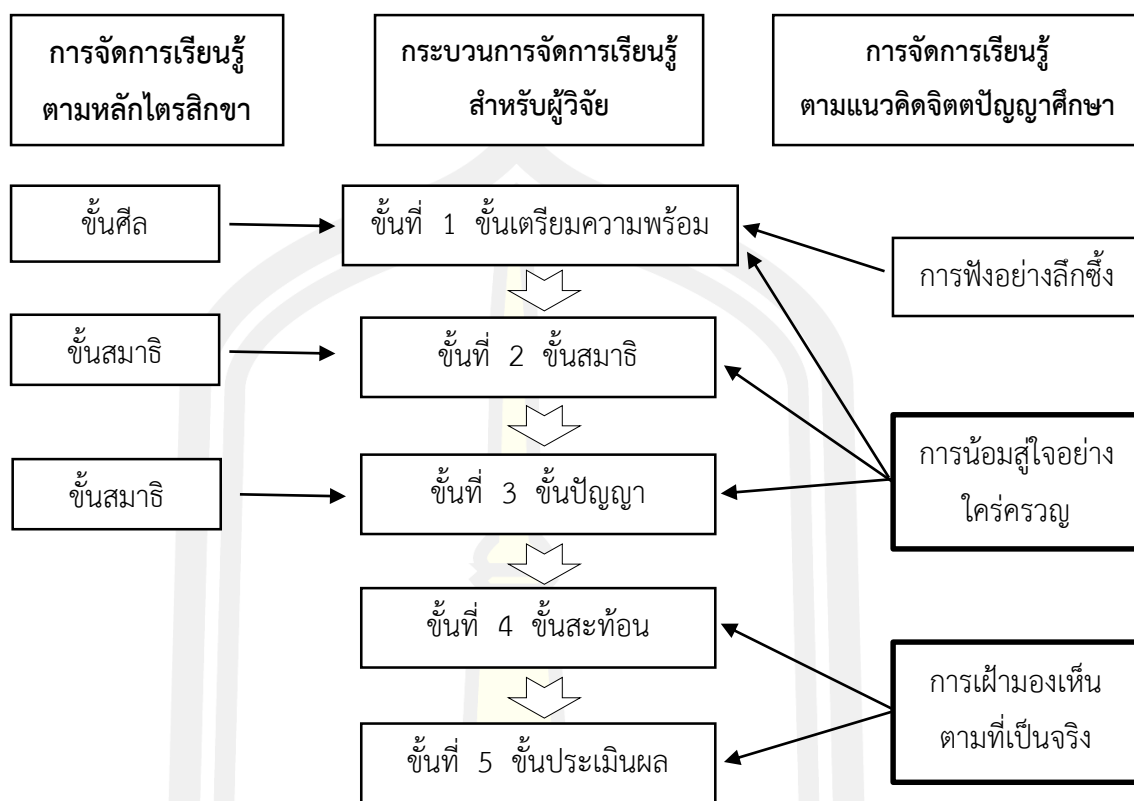 การจัดการเรียนรู้
ตามหลักไตรสิกขา
กระบวนการจัดการเรียนรู้
สำหรับผู้วิจัย
การจัดการเรียนรู้
ตามแนวคิดจิตตปัญญาศึกษา
ขั้นศีล
ขั้นที่ 1 ขั้นเตรียมความพร้อม
การฟังอย่างลึกซึ้ง
ขั้นสมาธิ
ขั้นที่ 2 ขั้นสมาธิ
การน้อมสู่ใจอย่าง
ใคร่ครวญ
ขั้นสมาธิ
ขั้นที่ 3 ขั้นปัญญา
ขั้นที่ 4 ขั้นสะท้อน
การเฝ้ามองเห็น
ตามที่เป็นจริง
ขั้นที่ 5 ขั้นประเมินผล